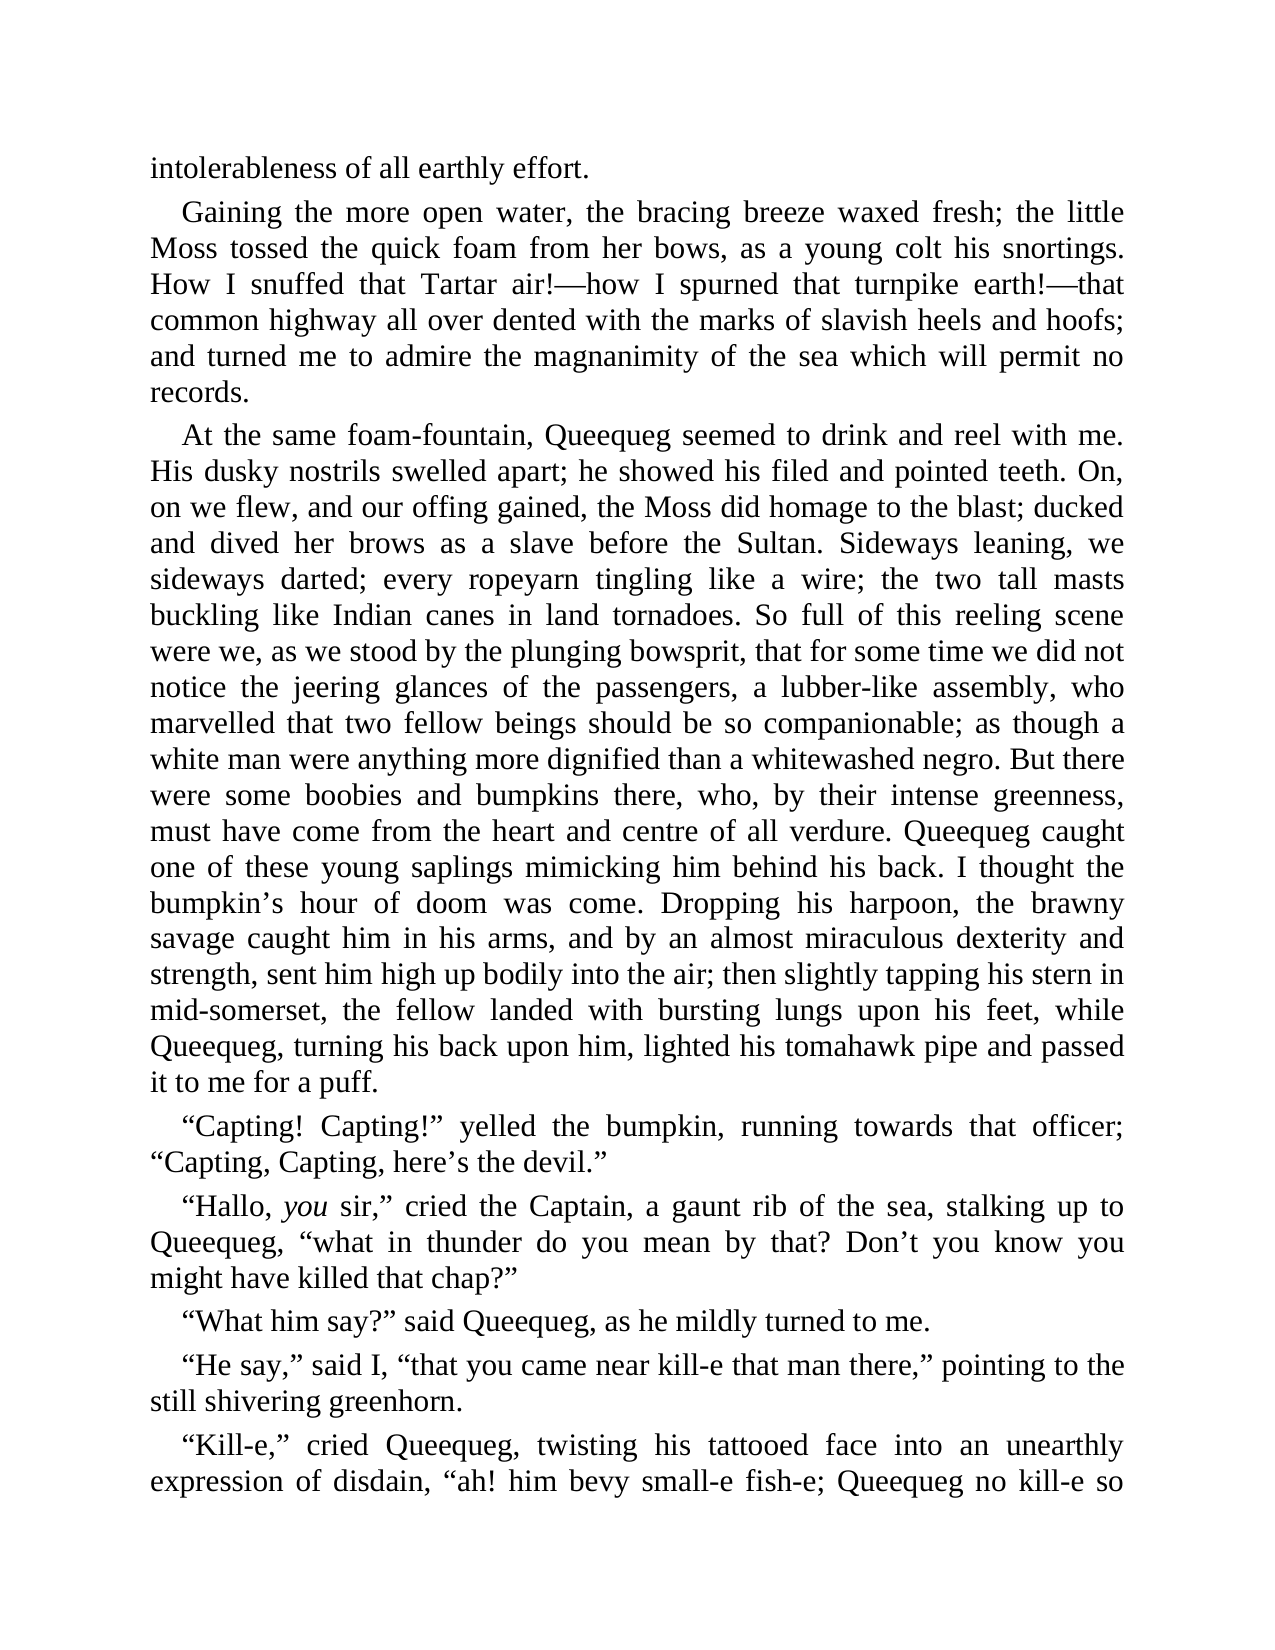 intolerableness of all earthly effort.
Gaining the more open water, the bracing breeze waxed fresh; the little
Moss tossed the quick foam from her bows, as a young colt his snortings.
How I snuffed that Tartar air!—how I spurned that turnpike earth!—that
common highway all over dented with the marks of slavish heels and hoofs;
and turned me to admire the magnanimity of the sea which will permit no
records.
At the same foam-fountain, Queequeg seemed to drink and reel with me.
His dusky nostrils swelled apart; he showed his filed and pointed teeth. On,
on we flew, and our offing gained, the Moss did homage to the blast; ducked
and dived her brows as a slave before the Sultan. Sideways leaning, we
sideways darted; every ropeyarn tingling like a wire; the two tall masts
buckling like Indian canes in land tornadoes. So full of this reeling scene
were we, as we stood by the plunging bowsprit, that for some time we did not
notice the jeering glances of the passengers, a lubber-like assembly, who
marvelled that two fellow beings should be so companionable; as though a
white man were anything more dignified than a whitewashed negro. But there
were some boobies and bumpkins there, who, by their intense greenness,
must have come from the heart and centre of all verdure. Queequeg caught
one of these young saplings mimicking him behind his back. I thought the
bumpkin’s hour of doom was come. Dropping his harpoon, the brawny
savage caught him in his arms, and by an almost miraculous dexterity and
strength, sent him high up bodily into the air; then slightly tapping his stern in
mid-somerset, the fellow landed with bursting lungs upon his feet, while
Queequeg, turning his back upon him, lighted his tomahawk pipe and passed
it to me for a puff.
“Capting! Capting!” yelled the bumpkin, running towards that officer;
“Capting, Capting, here’s the devil.”
“Hallo, you sir,” cried the Captain, a gaunt rib of the sea, stalking up to
Queequeg, “what in thunder do you mean by that? Don’t you know you
might have killed that chap?”
“What him say?” said Queequeg, as he mildly turned to me.
“He say,” said I, “that you came near kill-e that man there,” pointing to the
still shivering greenhorn.
“Kill-e,” cried Queequeg, twisting his tattooed face into an unearthly
expression of disdain, “ah! him bevy small-e fish-e; Queequeg no kill-e so